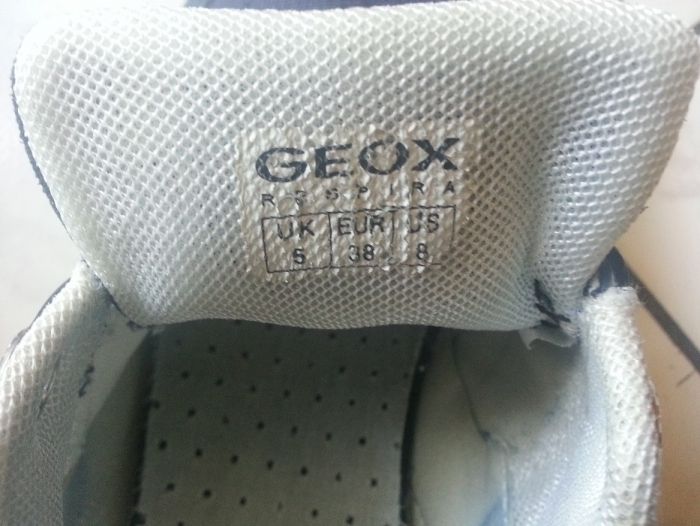 GEOX
RESPIRA
UK EUR US
5 38 8